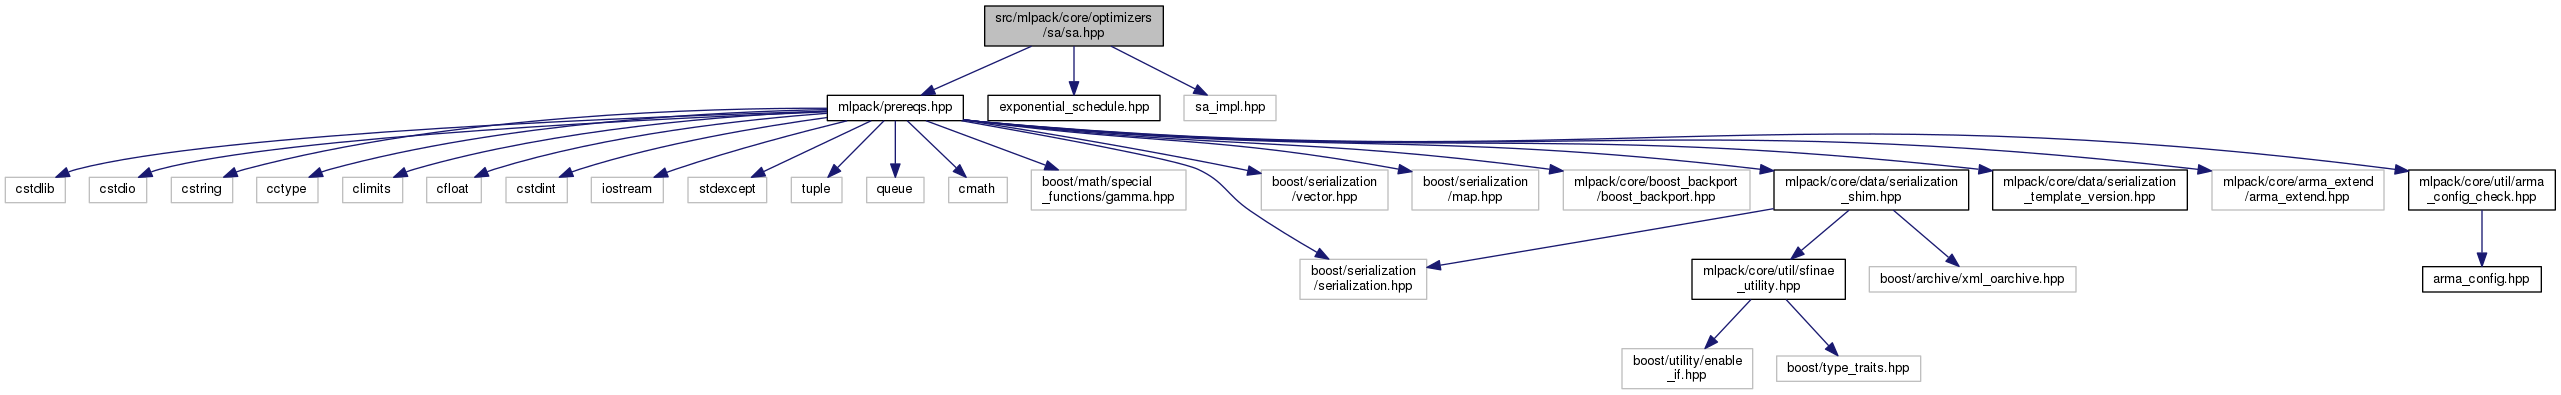 src/mlpack/core/optimizers
/sa/sa.hpp
mlpack/prereqs.hpp
exponential_schedule.hpp
sa_impl.hpp
cstdlib
cstdio
cstring
cctype
climits
cfloat
cstdint
iostream
stdexcept
tuple
queue
cmath
boost/math/special
_functions/gamma.hpp
boost/serialization
/vector.hpp
boost/serialization
/map.hpp
mlpack/core/boost_backport
/boost_backport.hpp
mlpack/core/data/serialization
_shim.hpp
mlpack/core/data/serialization
_template_version.hpp
mlpack/core/arma_extend
/arma_extend.hpp
mlpack/core/util/arma
_config_check.hpp
boost/serialization
/serialization.hpp
mlpack/core/util/sfinae
_utility.hpp
boost/archive/xml_oarchive.hpp
arma_config.hpp
boost/utility/enable
_if.hpp
boost/type_traits.hpp